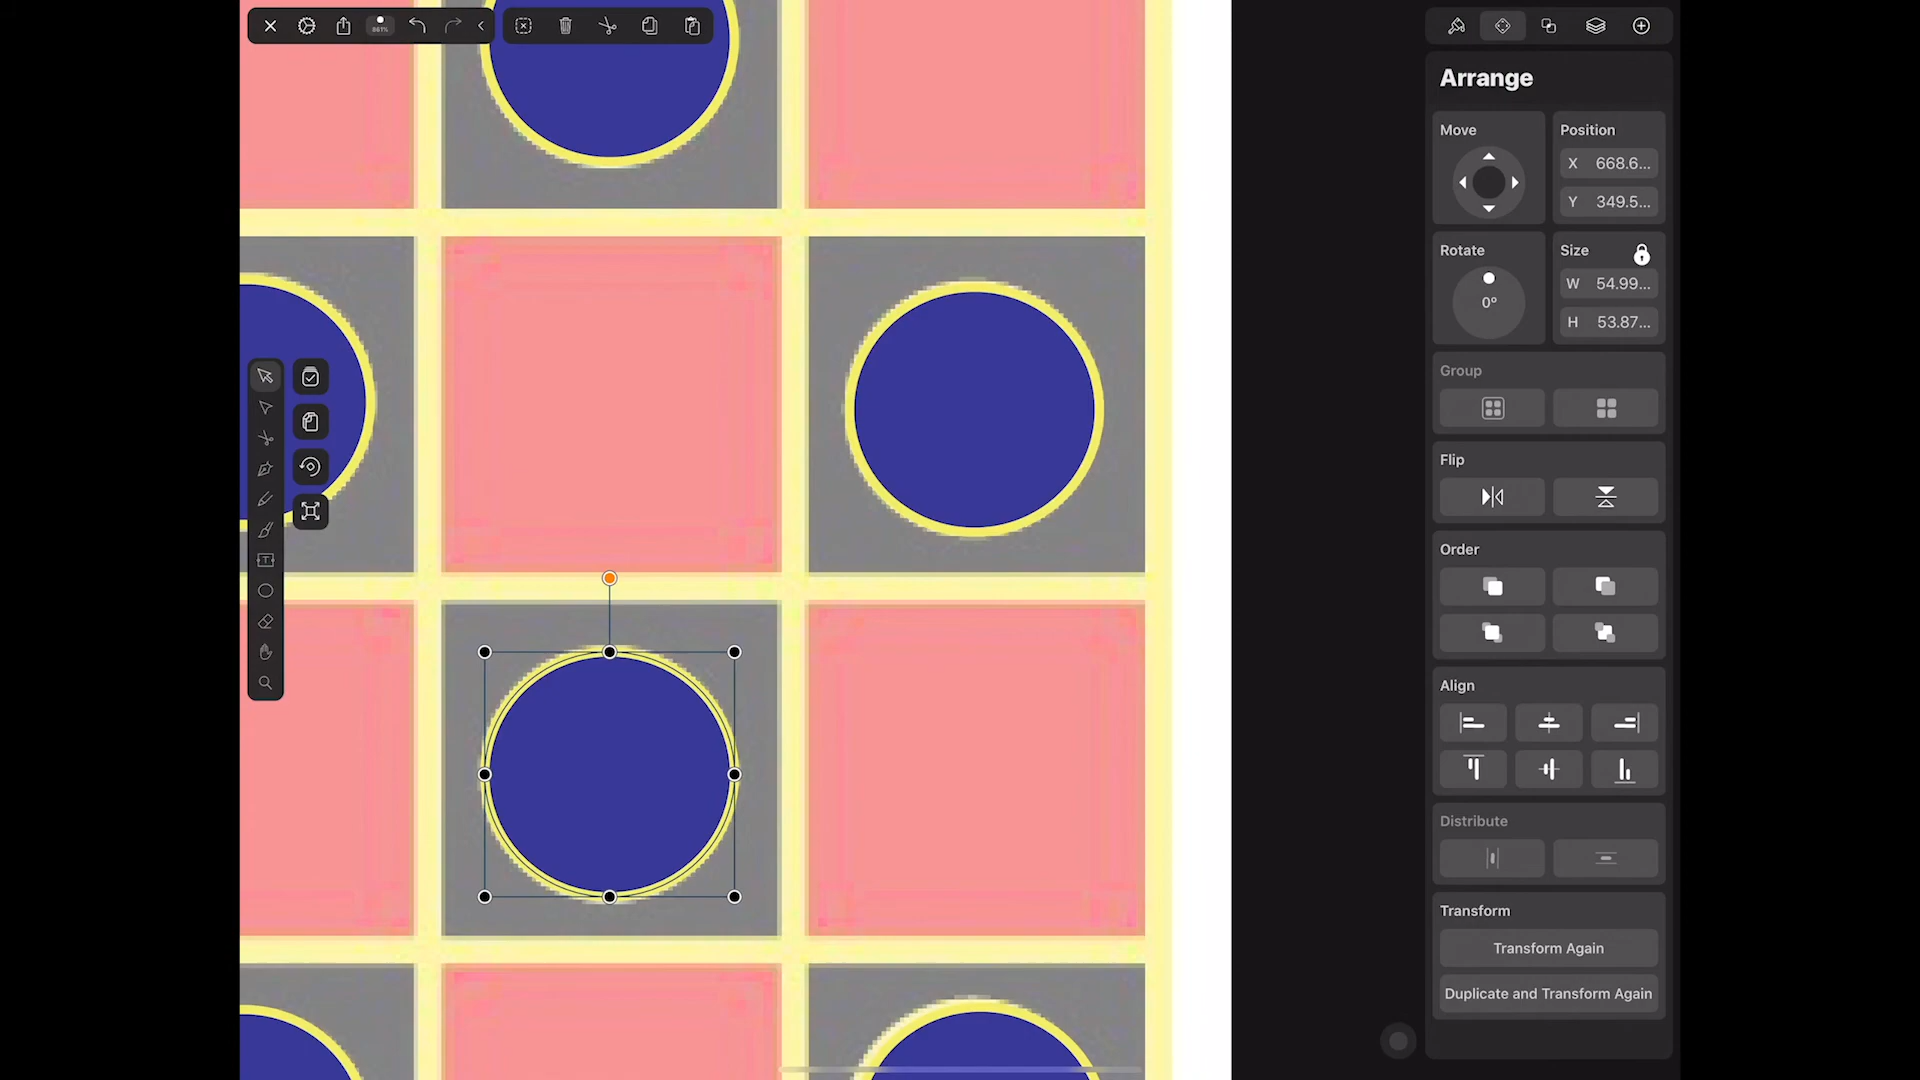 861%
Arrange
Move
Position
X 668.6...
Y 349.5...
Rotate
Size
0°
W 54.99...
H 53.87...
Group
Flip
Order
Align
Distribute
Transform
Transform Again
Duplicate and Transform Again